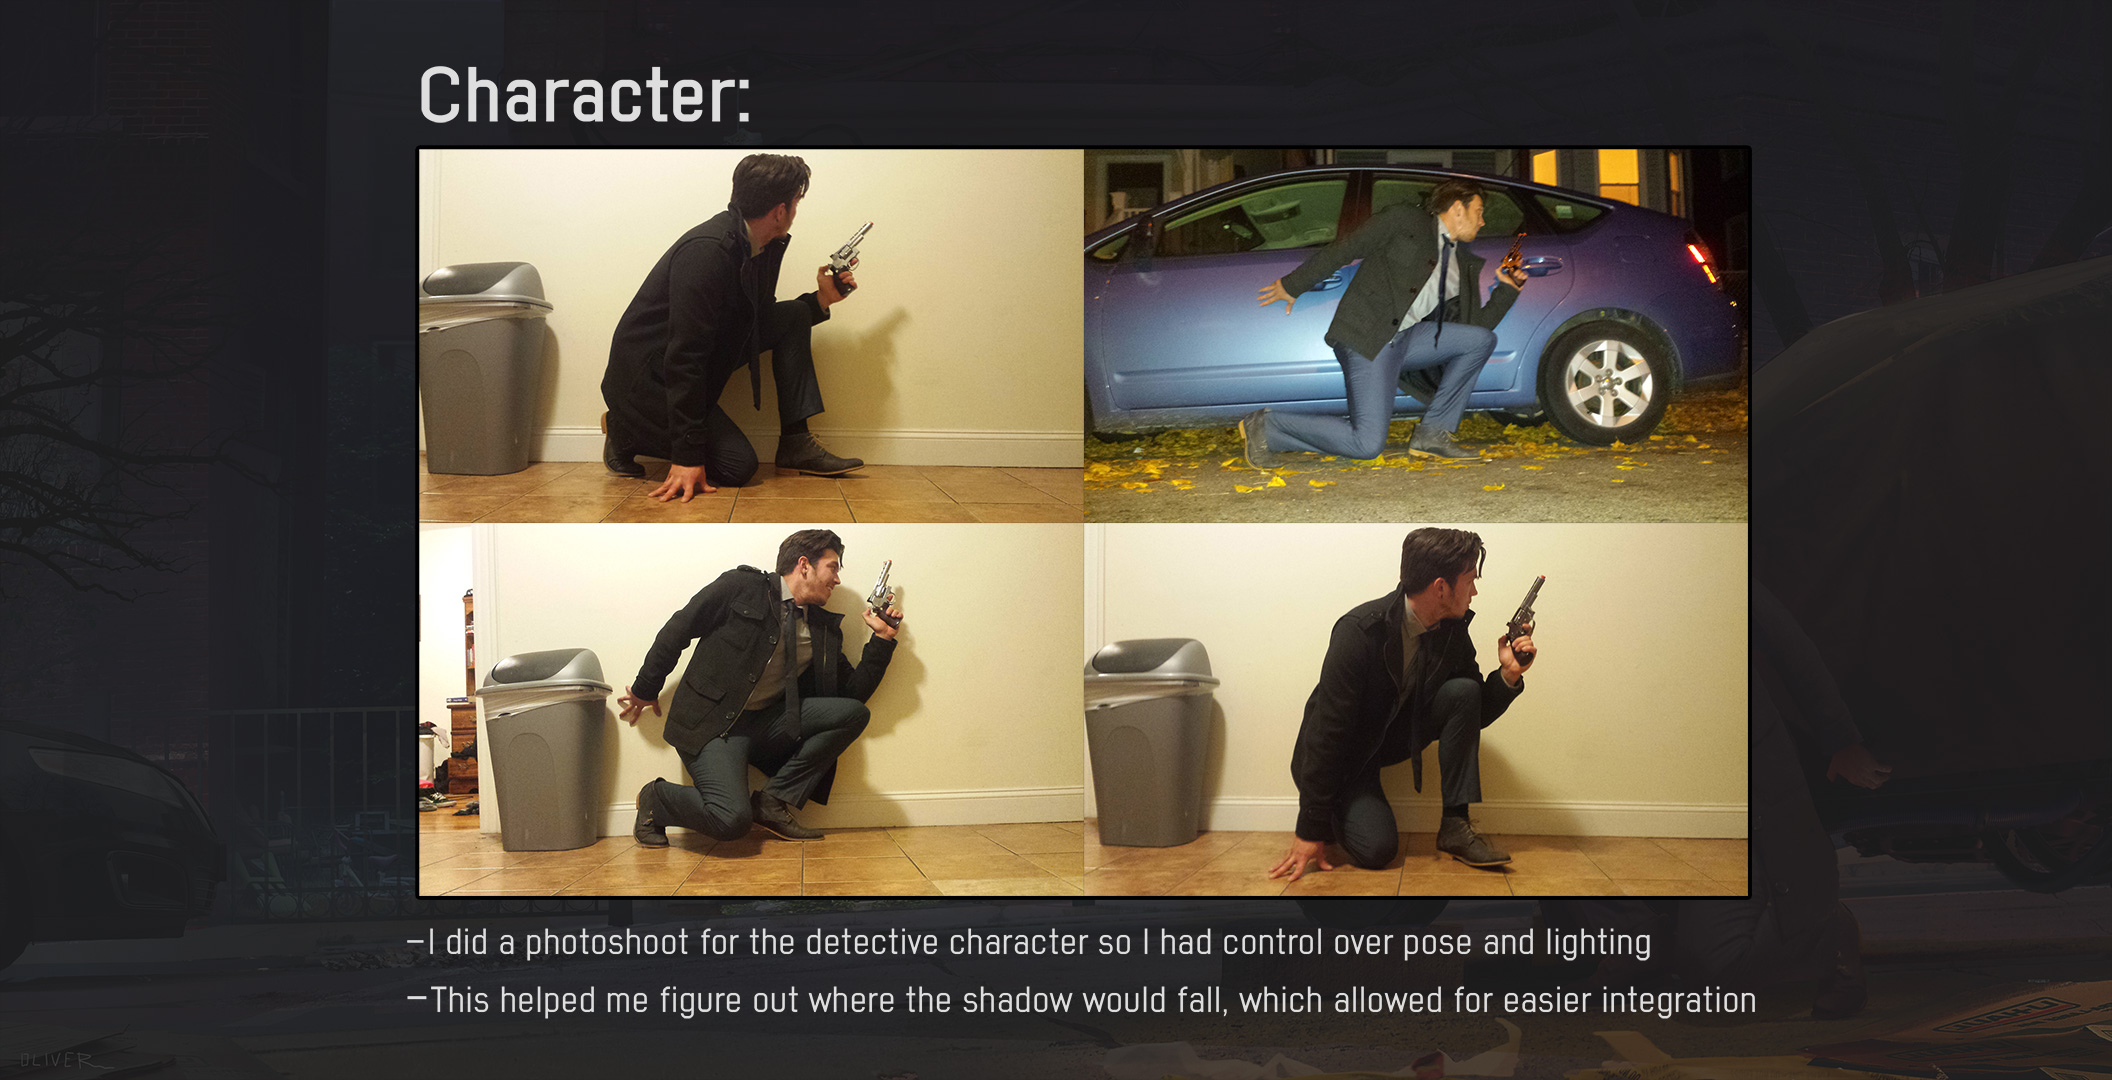 Character:
–I did a photoshoot for the detective character so I had control over pose and lighting
–This helped me figure out where the shadow would fall, which allowed for easier integration
OLIVER